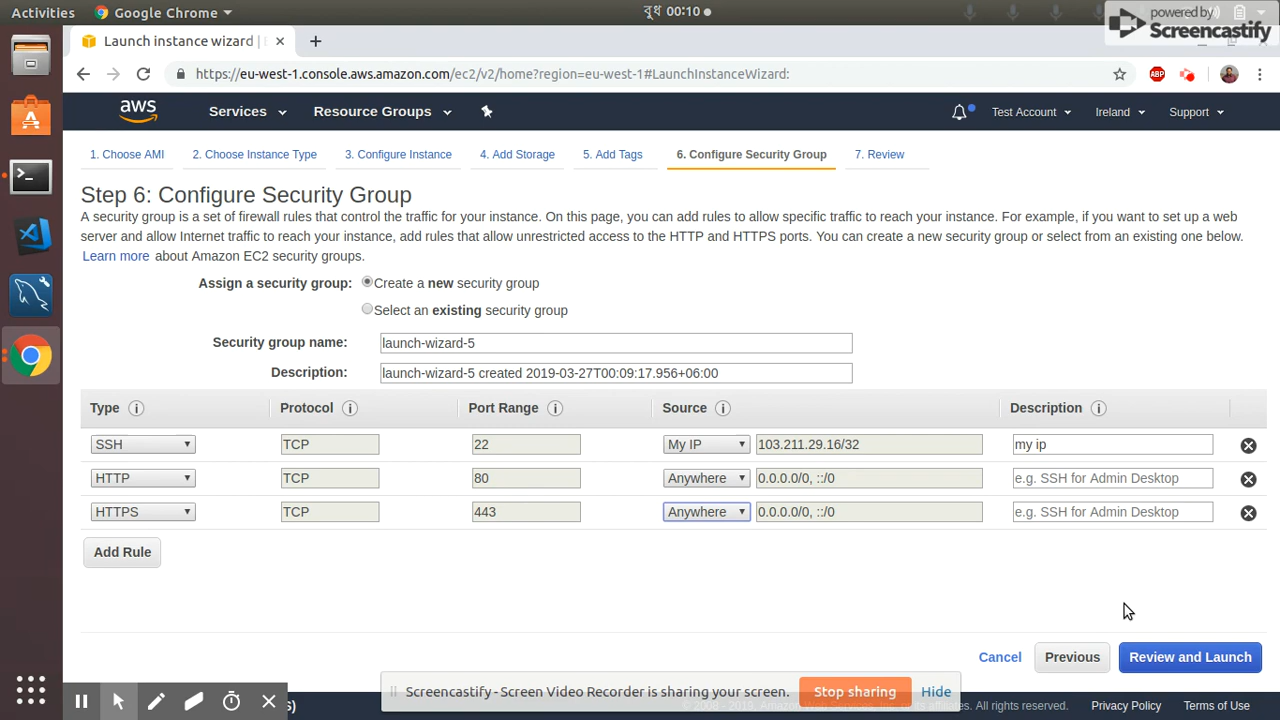 Activities Google Chrome বুধ 00:10
powered by
Screencastify
Launch instance wizard |
https://eu-west-1.console.aws.amazon.com/ec2/v2/home?region=eu-west-1#LaunchInstanceWizard:
ABP
aws Services Resource Groups Test Account Ireland Support
1. Choose AMI 2. Choose Instance Type 3. Configure Instance 4. Add Storage 5. Add Tags 6. Configure Security Group 7. Review
Step 6: Configure Security Group
A security group is a set of firewall rules that control the traffic for your instance. On this page, you can add rules to allow specific traffic to reach your instance. For example, if you want to set up a web
server and allow Internet traffic to reach your instance, add rules that allow unrestricted access to the HTTP and HTTPS ports. You can create a new security group or select from an existing one below.
Learn more about Amazon EC2 security groups.
Assign a security group: Create a new security group
Select an existing security group
Security group name: launch-wizard-5
Description: launch-wizard-5 created 2019-03-27T00:09:17.956+06:00
Type Protocol Port Range Source Description
SSH TCP 22 My IP 103.211.29.16/32 my ip
HTTP TCP 80 Anywhere 0.0.0.0/0, ::/0 e.g. SSH for Admin Desktop
HTTPS TCP 443 Anywhere 0.0.0.0/0, ::/0 e.g. SSH for Admin Desktop
Add Rule
Cancel Previous Review and Launch
Screencastify - Screen Video Recorder is sharing your screen. Stop sharing Hide
All rights reserved. Privacy Policy Terms of Use